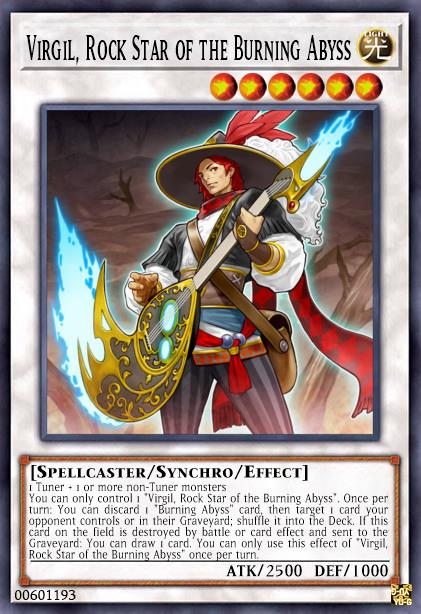 Virgil, Rock Star of the Burning Abyss
LIGHT
光
[Spellcaster/Synchro/Effect]
1 Tuner + 1 or more non-Tuner monsters
You can only control 1 "Virgil, Rock Star of the Burning Abyss". Once per
turn: You can discard 1 "Burning Abyss" card, then target 1 card your
opponent controls or in their Graveyard; shuffle it into the Deck. If this
card on the field is destroyed by battle or card effect and sent to the
Graveyard: You can draw 1 card. You can only use this effect of "Virgil,
Rock Star of the Burning Abyss" once per turn.
ATK/2500 DEF/1000
00601193